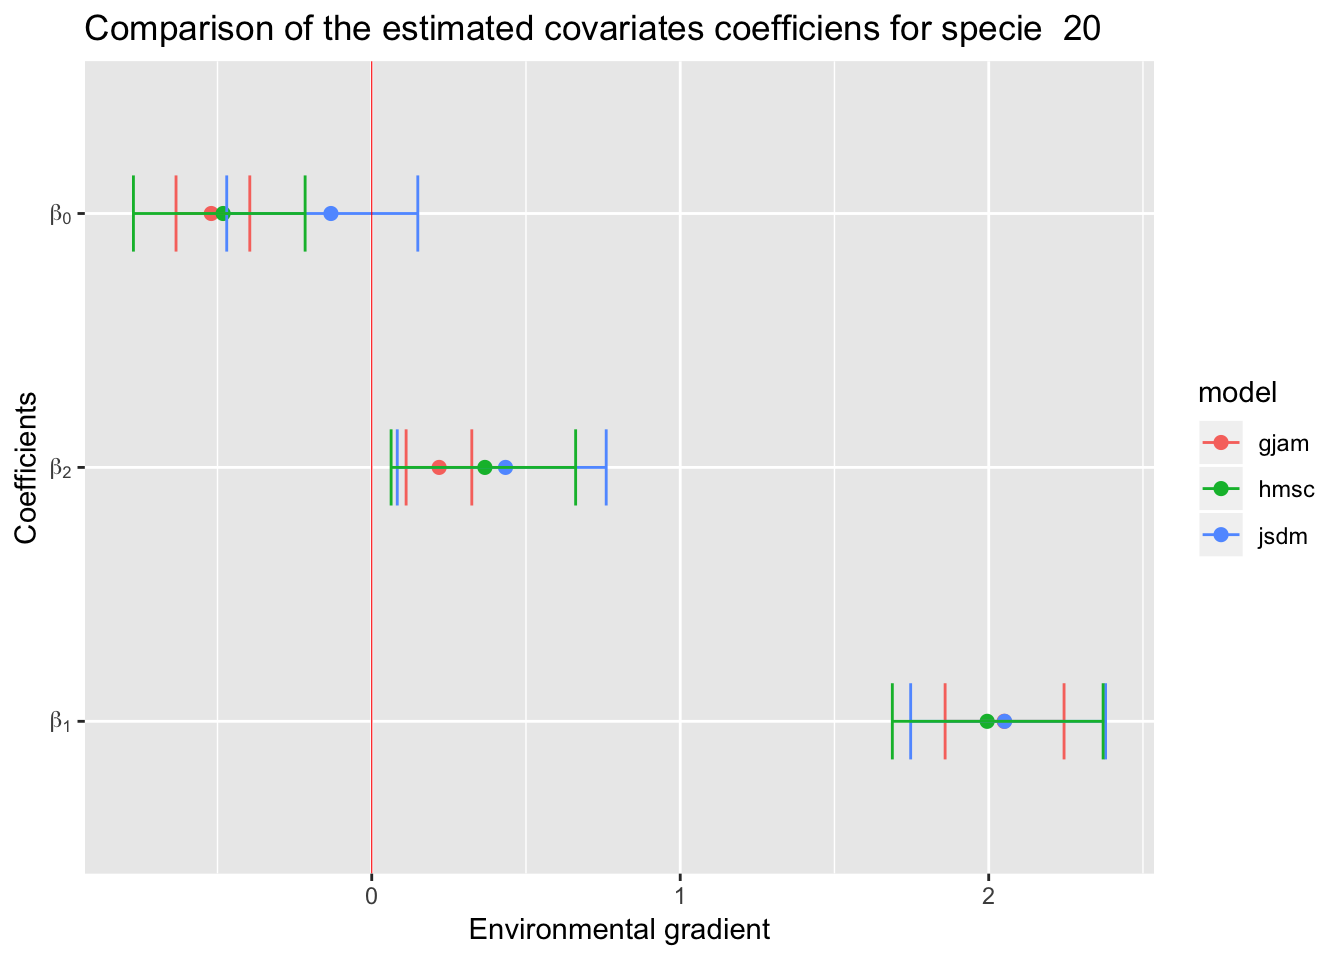 Comparison of the estimated covariates coefficiens for specie  20
Coefficients
β0
β2
β1
0
1
2
Environmental gradient
model
gjam
hmsc
jsdm